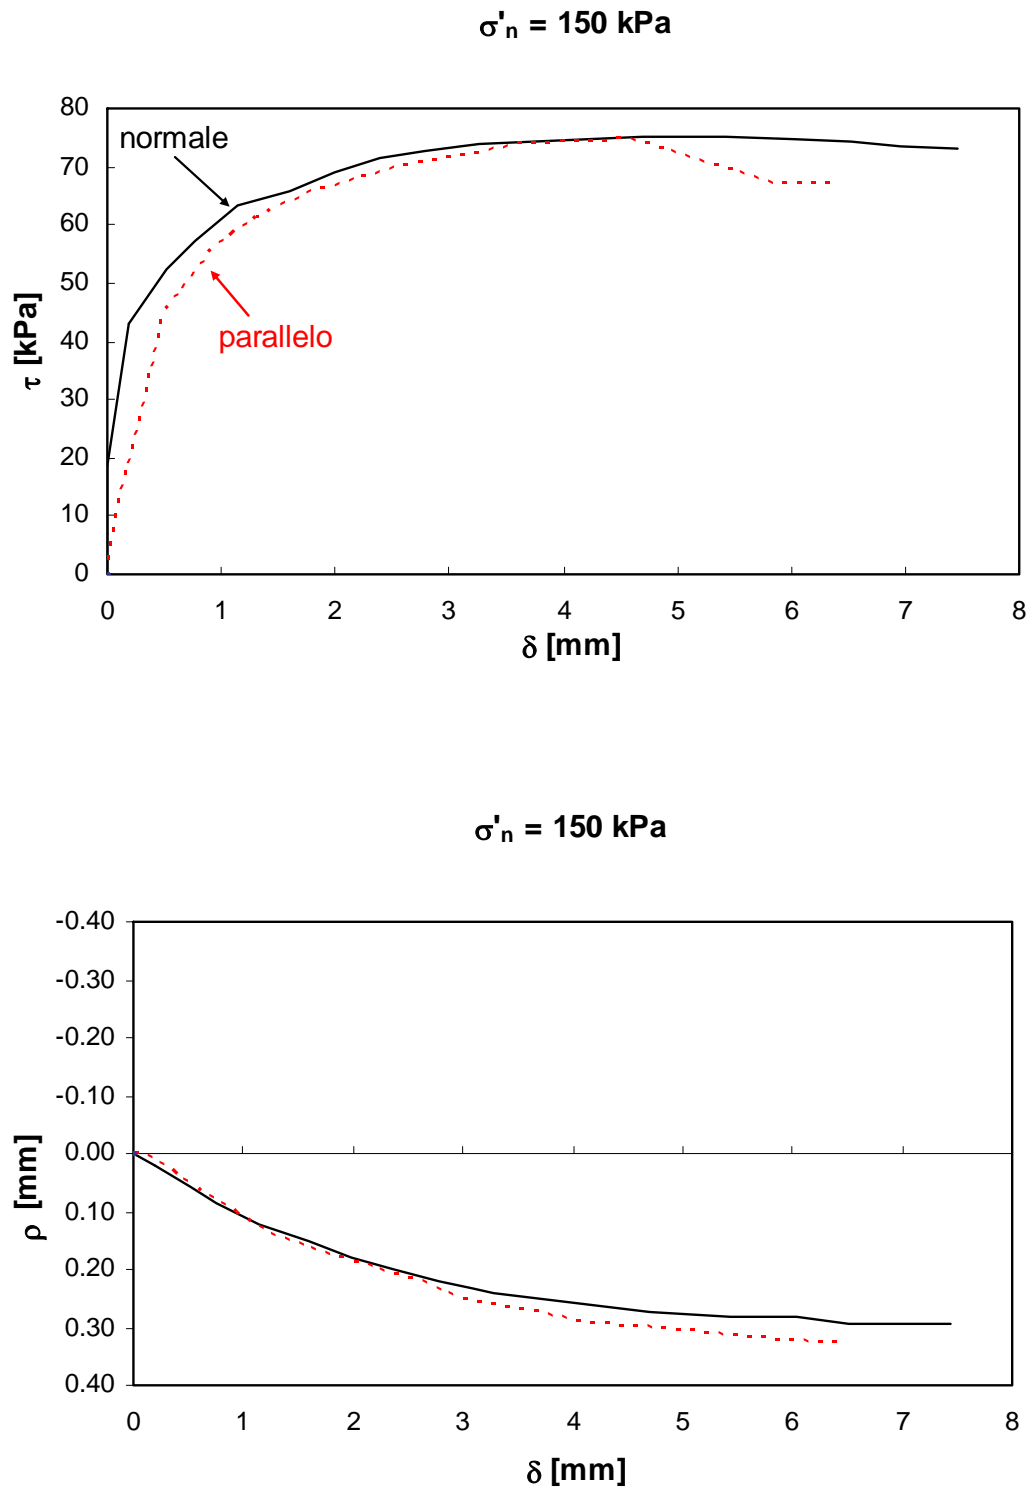 σ'n = 150 kPa
80
normale
70
60
50
40
parallelo
30
20
10
0
τ [kPa]
0 1 2 3 4 5 6 7 8
δ [mm]
σ'n = 150 kPa
-0.40
-0.30
-0.20
-0.10
0.00
0.10
0.20
0.30
0.40
ρ [mm]
0 1 2 3 4 5 6 7 8
δ [mm]